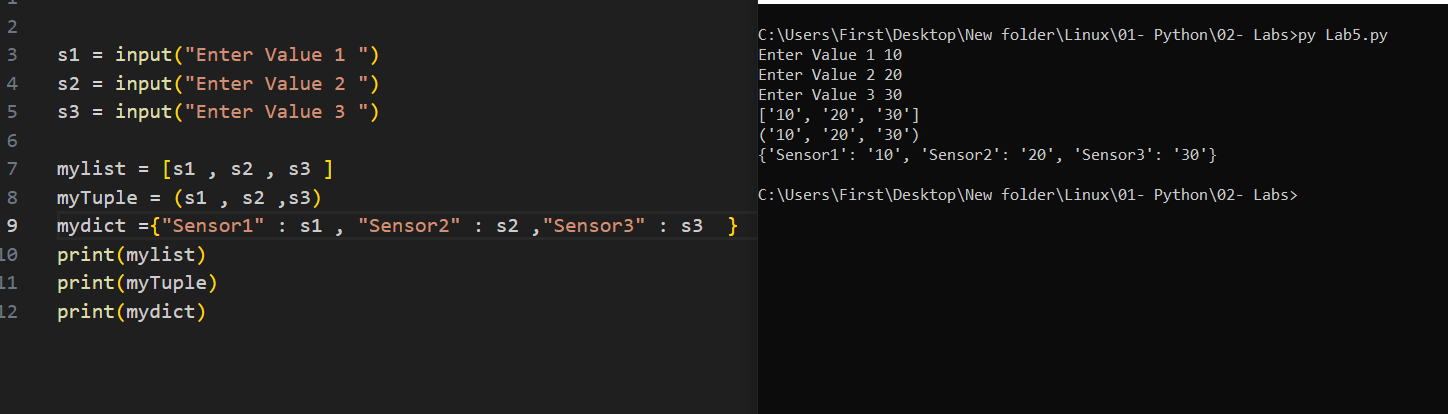 2
3 s1 = input("Enter Value 1 ")
4 s2 = input("Enter Value 2 ")
5 s3 = input("Enter Value 3 ")
6
7 mylist = [s1 , s2 , s3 ]
8 myTuple = (s1 , s2 ,s3)
9 mydict ={"Sensor1" : s1 , "Sensor2" : s2 ,"Sensor3" : s3  }
10 print(mylist)
11 print(myTuple)
12 print(mydict)
C:\Users\First\Desktop\New folder\Linux\01- Python\02- Labs>py Lab5.py
Enter Value 1 10
Enter Value 2 20
Enter Value 3 30
['10', '20', '30']
('10', '20', '30')
{'Sensor1': '10', 'Sensor2': '20', 'Sensor3': '30'}
C:\Users\First\Desktop\New folder\Linux\01- Python\02- Labs>